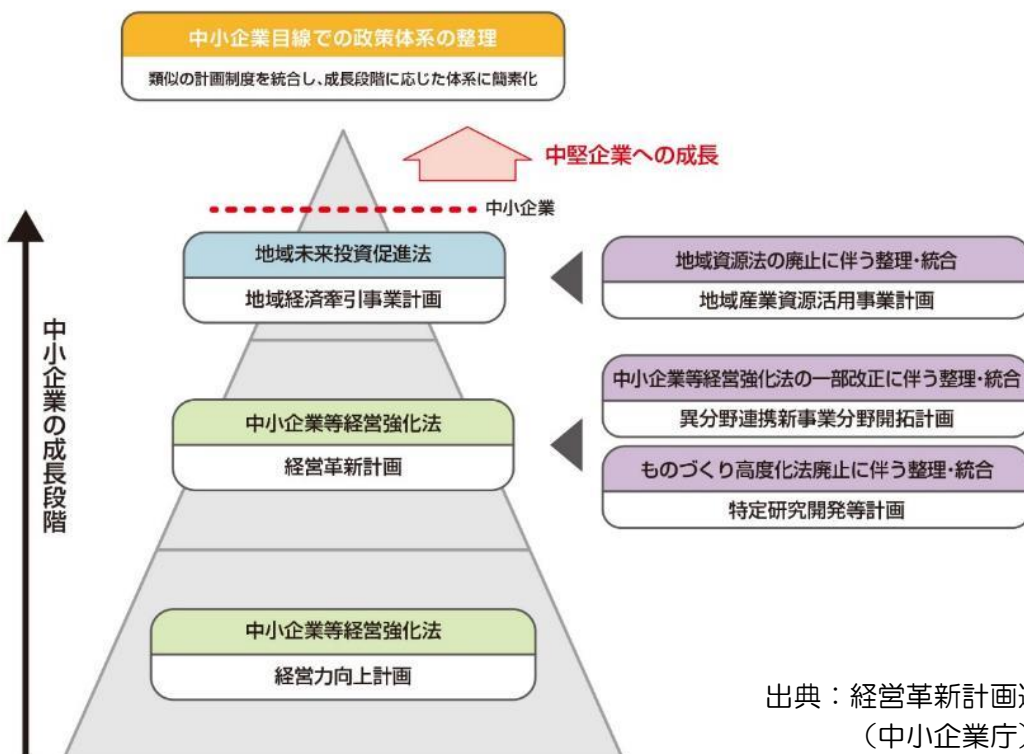 中小企業目線での政策体系の整理
類似の計画制度を統合し、成長段階に応じた体系に簡素化
中堅企業への成長
中小企業
地域未来投資促進法
地域経済牽引事業計画
地域資源法の廃止に伴う整理・統合
地域産業資源活用事業計画
中小企業の成長段階
中小企業等経営強化法の一部改正に伴う整理・統合
異分野連携新事業分野開拓計画
中小企業等経営強化法
経営革新計画
ものづくり高度化法廃止に伴う整理・統合
特定研究開発等計画
中小企業等経営強化法
経営力向上計画
出典：経営革新計画
（中小企業庁）